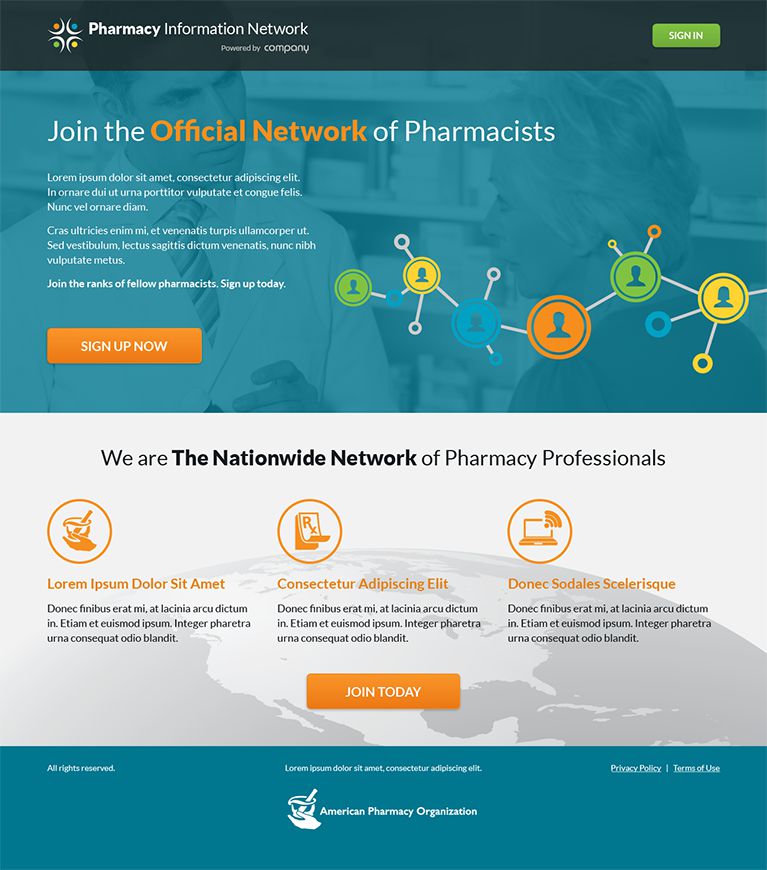 Pharmacy Information Network
Powered by company
SIGN IN
Join the Official Network of Pharmacists
Lorem ipsum dolor sit amet, consectetur adipiscing elit.
In ornare dui ut urna porttitor vulputate et congue felis.
Nunc vel ornare diam.
Cras ultricies enim mi, et venenatis turpis ullamcorper ut.
Sed vestibulum, lectus sagittis dictum venenatis, nunc nibh
vulputate metus.
Join the ranks of fellow pharmacists. Sign up today.
SIGN UP NOW
We are The Nationwide Network of Pharmacy Professionals
Rx
Lorem Ipsum Dolor Sit Amet
Donec finibus erat mi, at lacinia arcu dictum
in. Etiam et euismod ipsum. Integer pharetra
urna consequat odio blandit.
Consectetur Adipiscing Elit
Donec finibus erat mi, at lacinia arcu dictum
in. Etiam et euismod ipsum. Integer pharetra
urna consequat odio blandit.
Donec Sodales Scelerisque
Donec finibus erat mi, at lacinia arcu dictum
in. Etiam et euismod ipsum. Integer pharetra
urna consequat odio blandit.
JOIN TODAY
All rights reserved.
Lorem ipsum dolor sit amet, consectetur adipiscing elit.
Privacy Policy | Terms of Use
American Pharmacy Organization